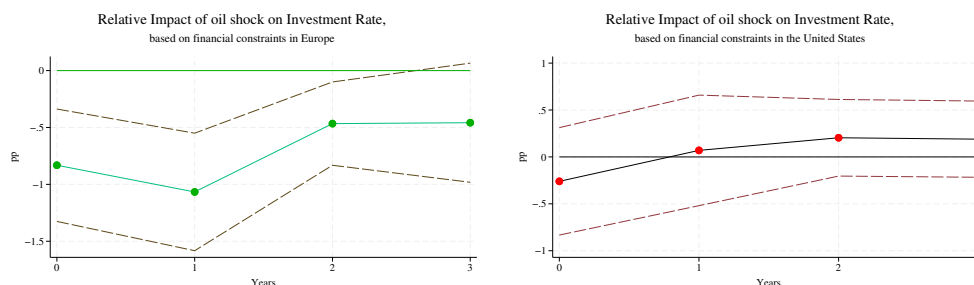 Relative Impact of oil shock on Investment Rate,
based on financial constraints in Europe
0
-.5
-1
-1.5
pp
0
1
2
3
Years
Relative Impact of oil shock on Investment Rate,
based on financial constraints in the United States
1
.5
0
-.5
-1
pp
0
1
2
Years